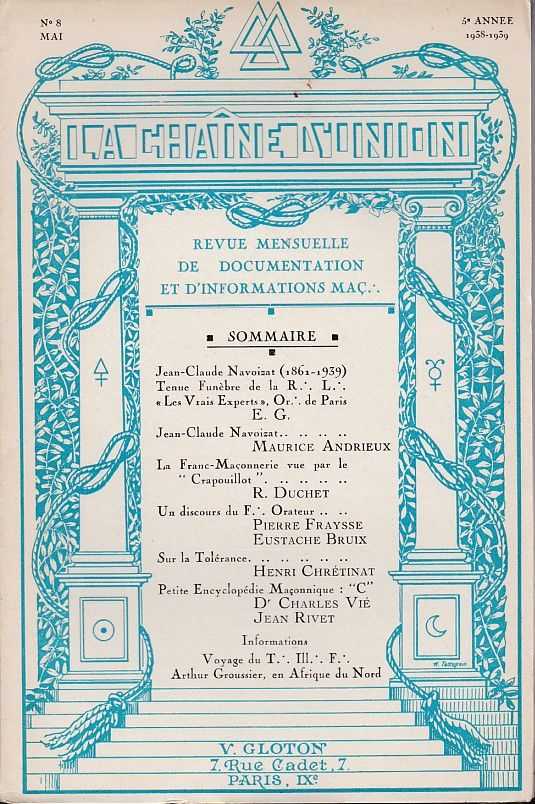 Nº 8
MAI
5e ANNEE
1938-1939
LA CHAÎNE D'UNION
REVUE MENSUELLE
DE DOCUMENTATION
ET D'INFORMATIONS MAÇ∴
SOMMAIRE
Jean-Claude Navoizat (1861-1939)
Tenue Funèbre de la R∴ L∴
« Les Vrais Experts », Or∴ de Paris
E. G.
Jean-Claude Navoizat.. .. .. ..
MAURICE ANDRIEUX
La Franc-Maçonnerie vue par le
" Crapouillot ". .. .. .. .. ..
R. DUCHET
Un discours du F∴ Orateur .. ..
PIERRE FRAYSSE
EUSTACHE BRUIX
Sur la Tolérance. .. .. .. .. ..
HENRI CHRÉTINAT
Petite Encyclopédie Maçonnique : "C"
Dr CHARLES VIÉ
JEAN RIVET
Informations
Voyage du T∴ Ill∴ F∴
Arthur Groussier, en Afrique du Nord
V. GLOTON
7, Rue Cadet, 7.
PARIS, IXe